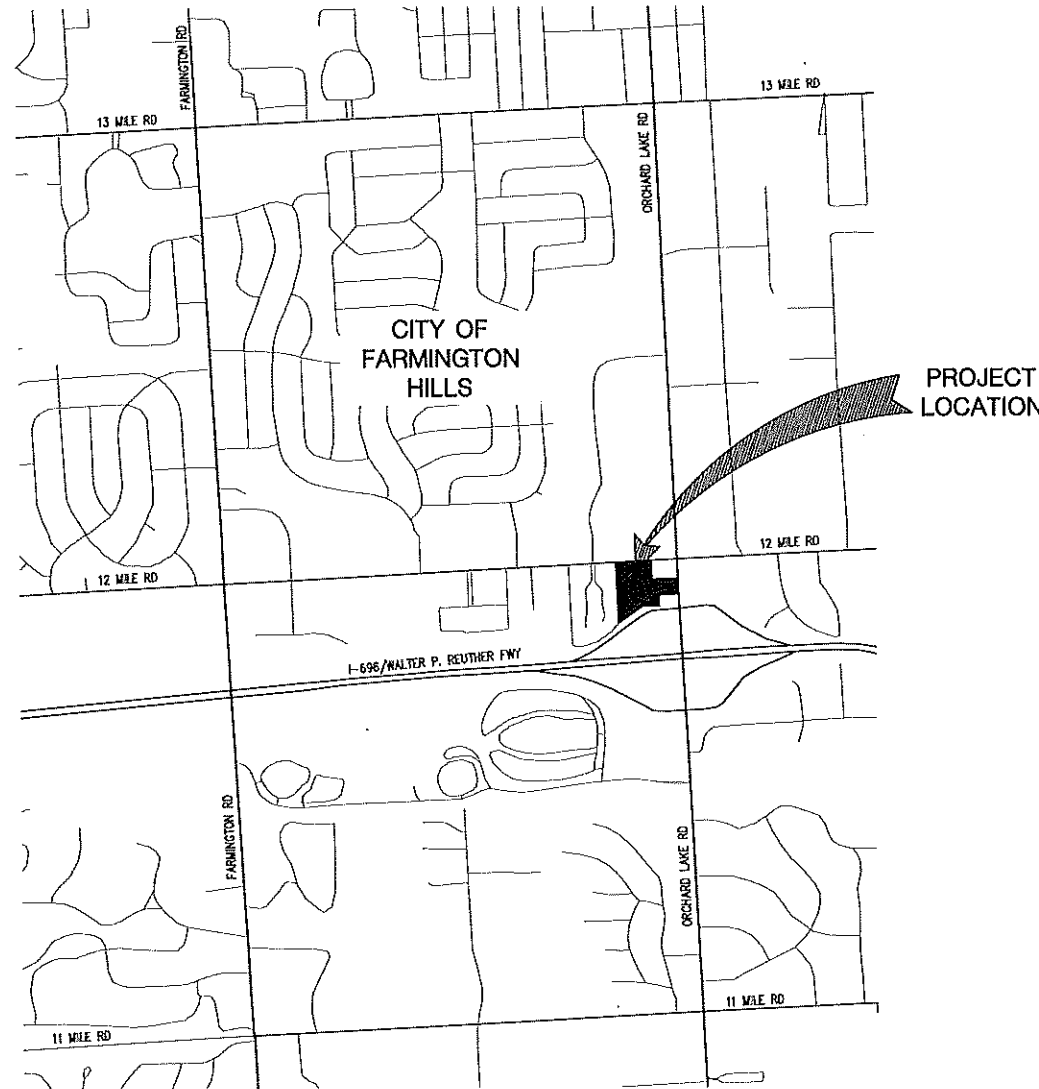 FARMINGTON RD
13 MILE RD
13 MILE RD
ORCHARD LAKE RD
CITY OF
FARMINGTON
HILLS
PROJECT
LOCATION
12 MILE RD
12 MILE RD
I-696/WALTER P. REUTHER FWY
FARMINGTON RD
ORCHARD LAKE RD
11 MILE RD
11 MILE RD